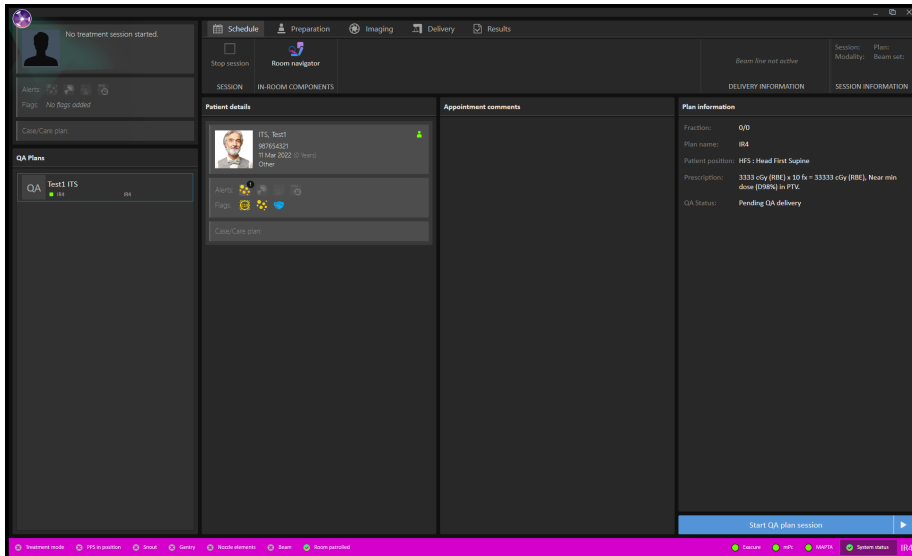 No treatment session started.
Alerts:
Flags: No flags added
Case/Care plan:
QA Plans
QA Test1 ITS
IR4 IR4
Schedule Preparation Imaging Delivery Results
Stop session Room navigator
SESSION IN-ROOM COMPONENTS
Beam line not active
DELIVERY INFORMATION
Session: Plan:
Modality: Beam set:
SESSION INFORMATION
Patient details
ITS, Test1
987654321
11 Mar 2022 (0 Years)
Other
Alerts: 1
Flags:
Case/Care plan:
Appointment comments
Plan information
Fraction: 0/0
Plan name: IR4
Patient position: HFS : Head First Supine
Prescription: 3333 cGy (RBE) x 10 fx = 33333 cGy (RBE), Near min
dose (D98%) in PTV.
QA Status: Pending QA delivery
Start QA plan session
Treatment mode PPS in position Snout Gantry Nozzle elements Beam Room patrolled
Exacure mPc MAPTA System status IR4